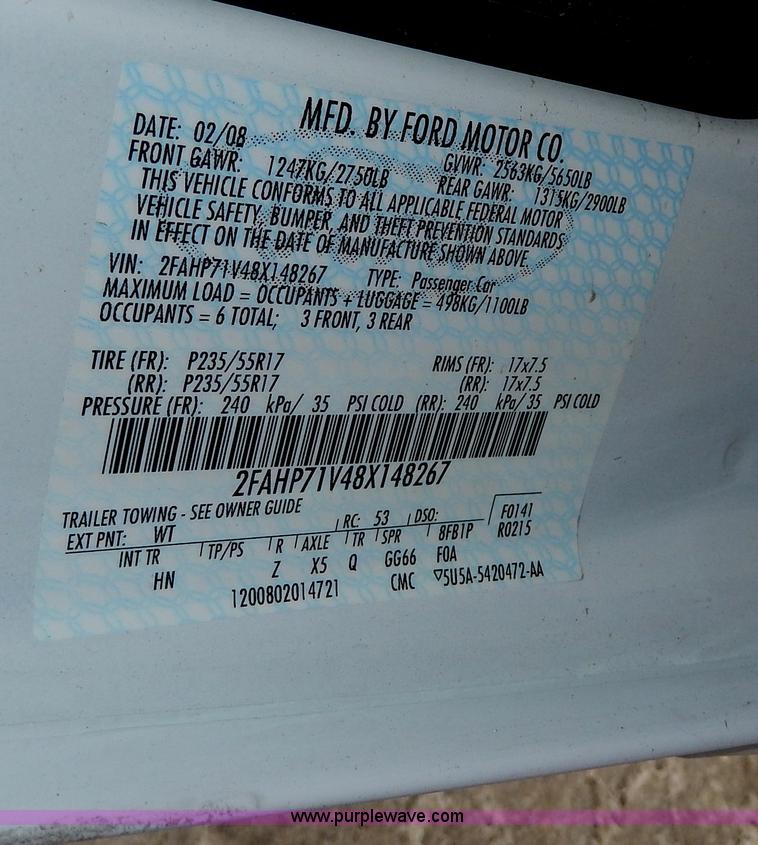 MFD. BY FORD MOTOR CO.
DATE: 02/08 GVWR: 2563KG/5650LB
FRONT GAWR: 1247KG/2750LB REAR GAWR: 1315KG/2900LB
THIS VEHICLE CONFORMS TO ALL APPLICABLE FEDERAL MOTOR
VEHICLE SAFETY, BUMPER, AND THEFT PREVENTION STANDARDS
IN EFFECT ON THE DATE OF MANUFACTURE SHOWN ABOVE.
VIN: 2FAHP71V48X148267 TYPE: Passenger Car
MAXIMUM LOAD = OCCUPANTS + LUGGAGE = 498KG/1100LB
OCCUPANTS = 6 TOTAL; 3 FRONT, 3 REAR
TIRE (FR): P235/55R17 RIMS (FR): 17x7.5
(RR): P235/55R17 (RR): 17x7.5
PRESSURE (FR): 240 kPa/ 35 PSI COLD (RR): 240 kPa/ 35 PSI COLD
2FAHP71V48X148267
TRAILER TOWING - SEE OWNER GUIDE
EXT PNT: WT RC: 53 DSO: F0141
INT TR TP/PS R AXLE TR SPR 8FB1P R0215
HN Z X5 Q GG66 F0A
1200802014721 CMC ▽5U5A-5420472-AA
www.purplewave.com